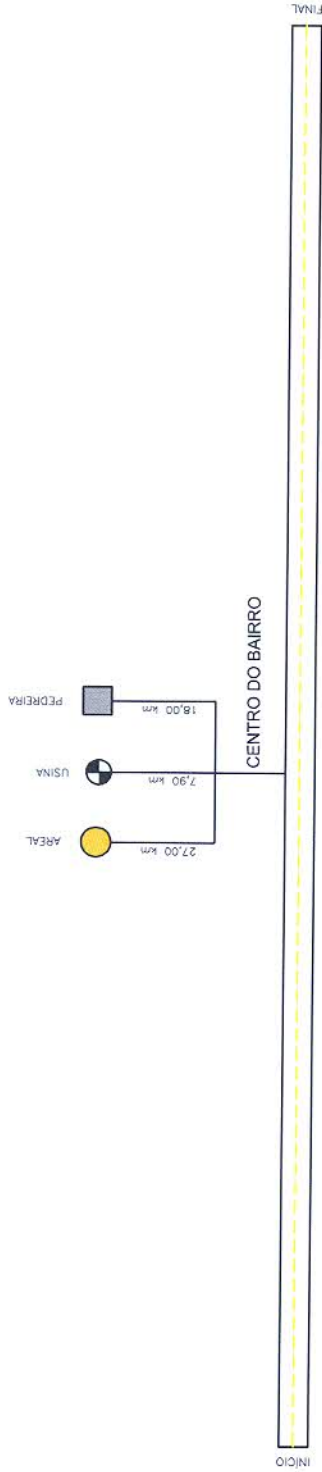 FINAL
PEDREIRA
18,00 km
USINA
7,90 km
AREAL
27,00 km
CENTRO DO BAIRRO
INÍCIO